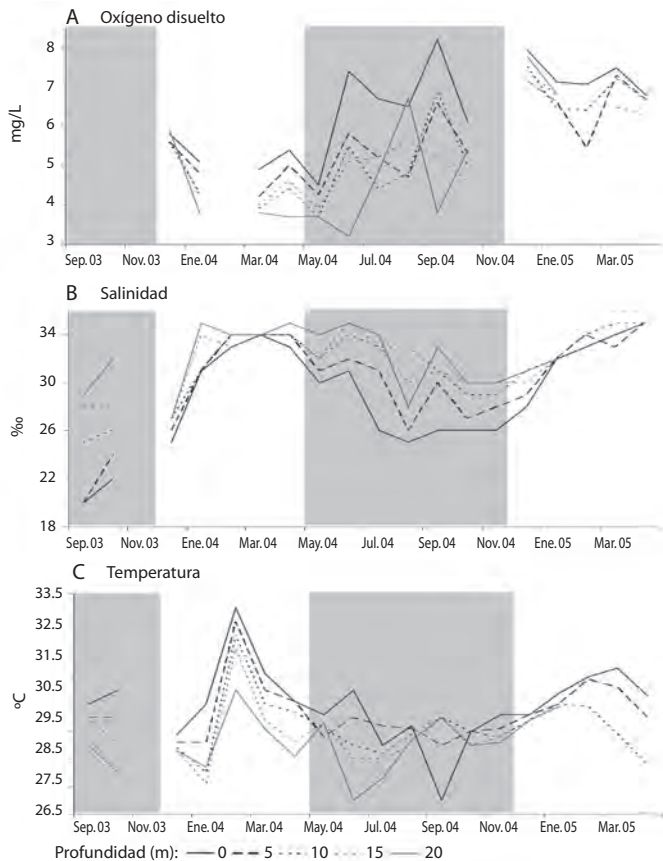 A Oxígeno disuelto
8
7
6
5
4
3
mg/L
Sep. 03 Nov. 03 Ene. 04 Mar. 04 May. 04 Jul. 04 Sep. 04 Nov. 04 Ene. 05 Mar. 05
B Salinidad
34
30
26
22
18
‰
Sep. 03 Nov. 03 Ene. 04 Mar. 04 May. 04 Jul. 04 Sep. 04 Nov. 04 Ene. 05 Mar. 05
C Temperatura
33.5
32.5
31.5
30.5
29.5
28.5
27.5
26.5
ºC
Sep. 03 Nov. 03 Ene. 04 Mar. 04 May. 04 Jul. 04 Sep. 04 Nov. 04 Ene. 05 Mar. 05
Profundidad (m): 0 5 10 15 20